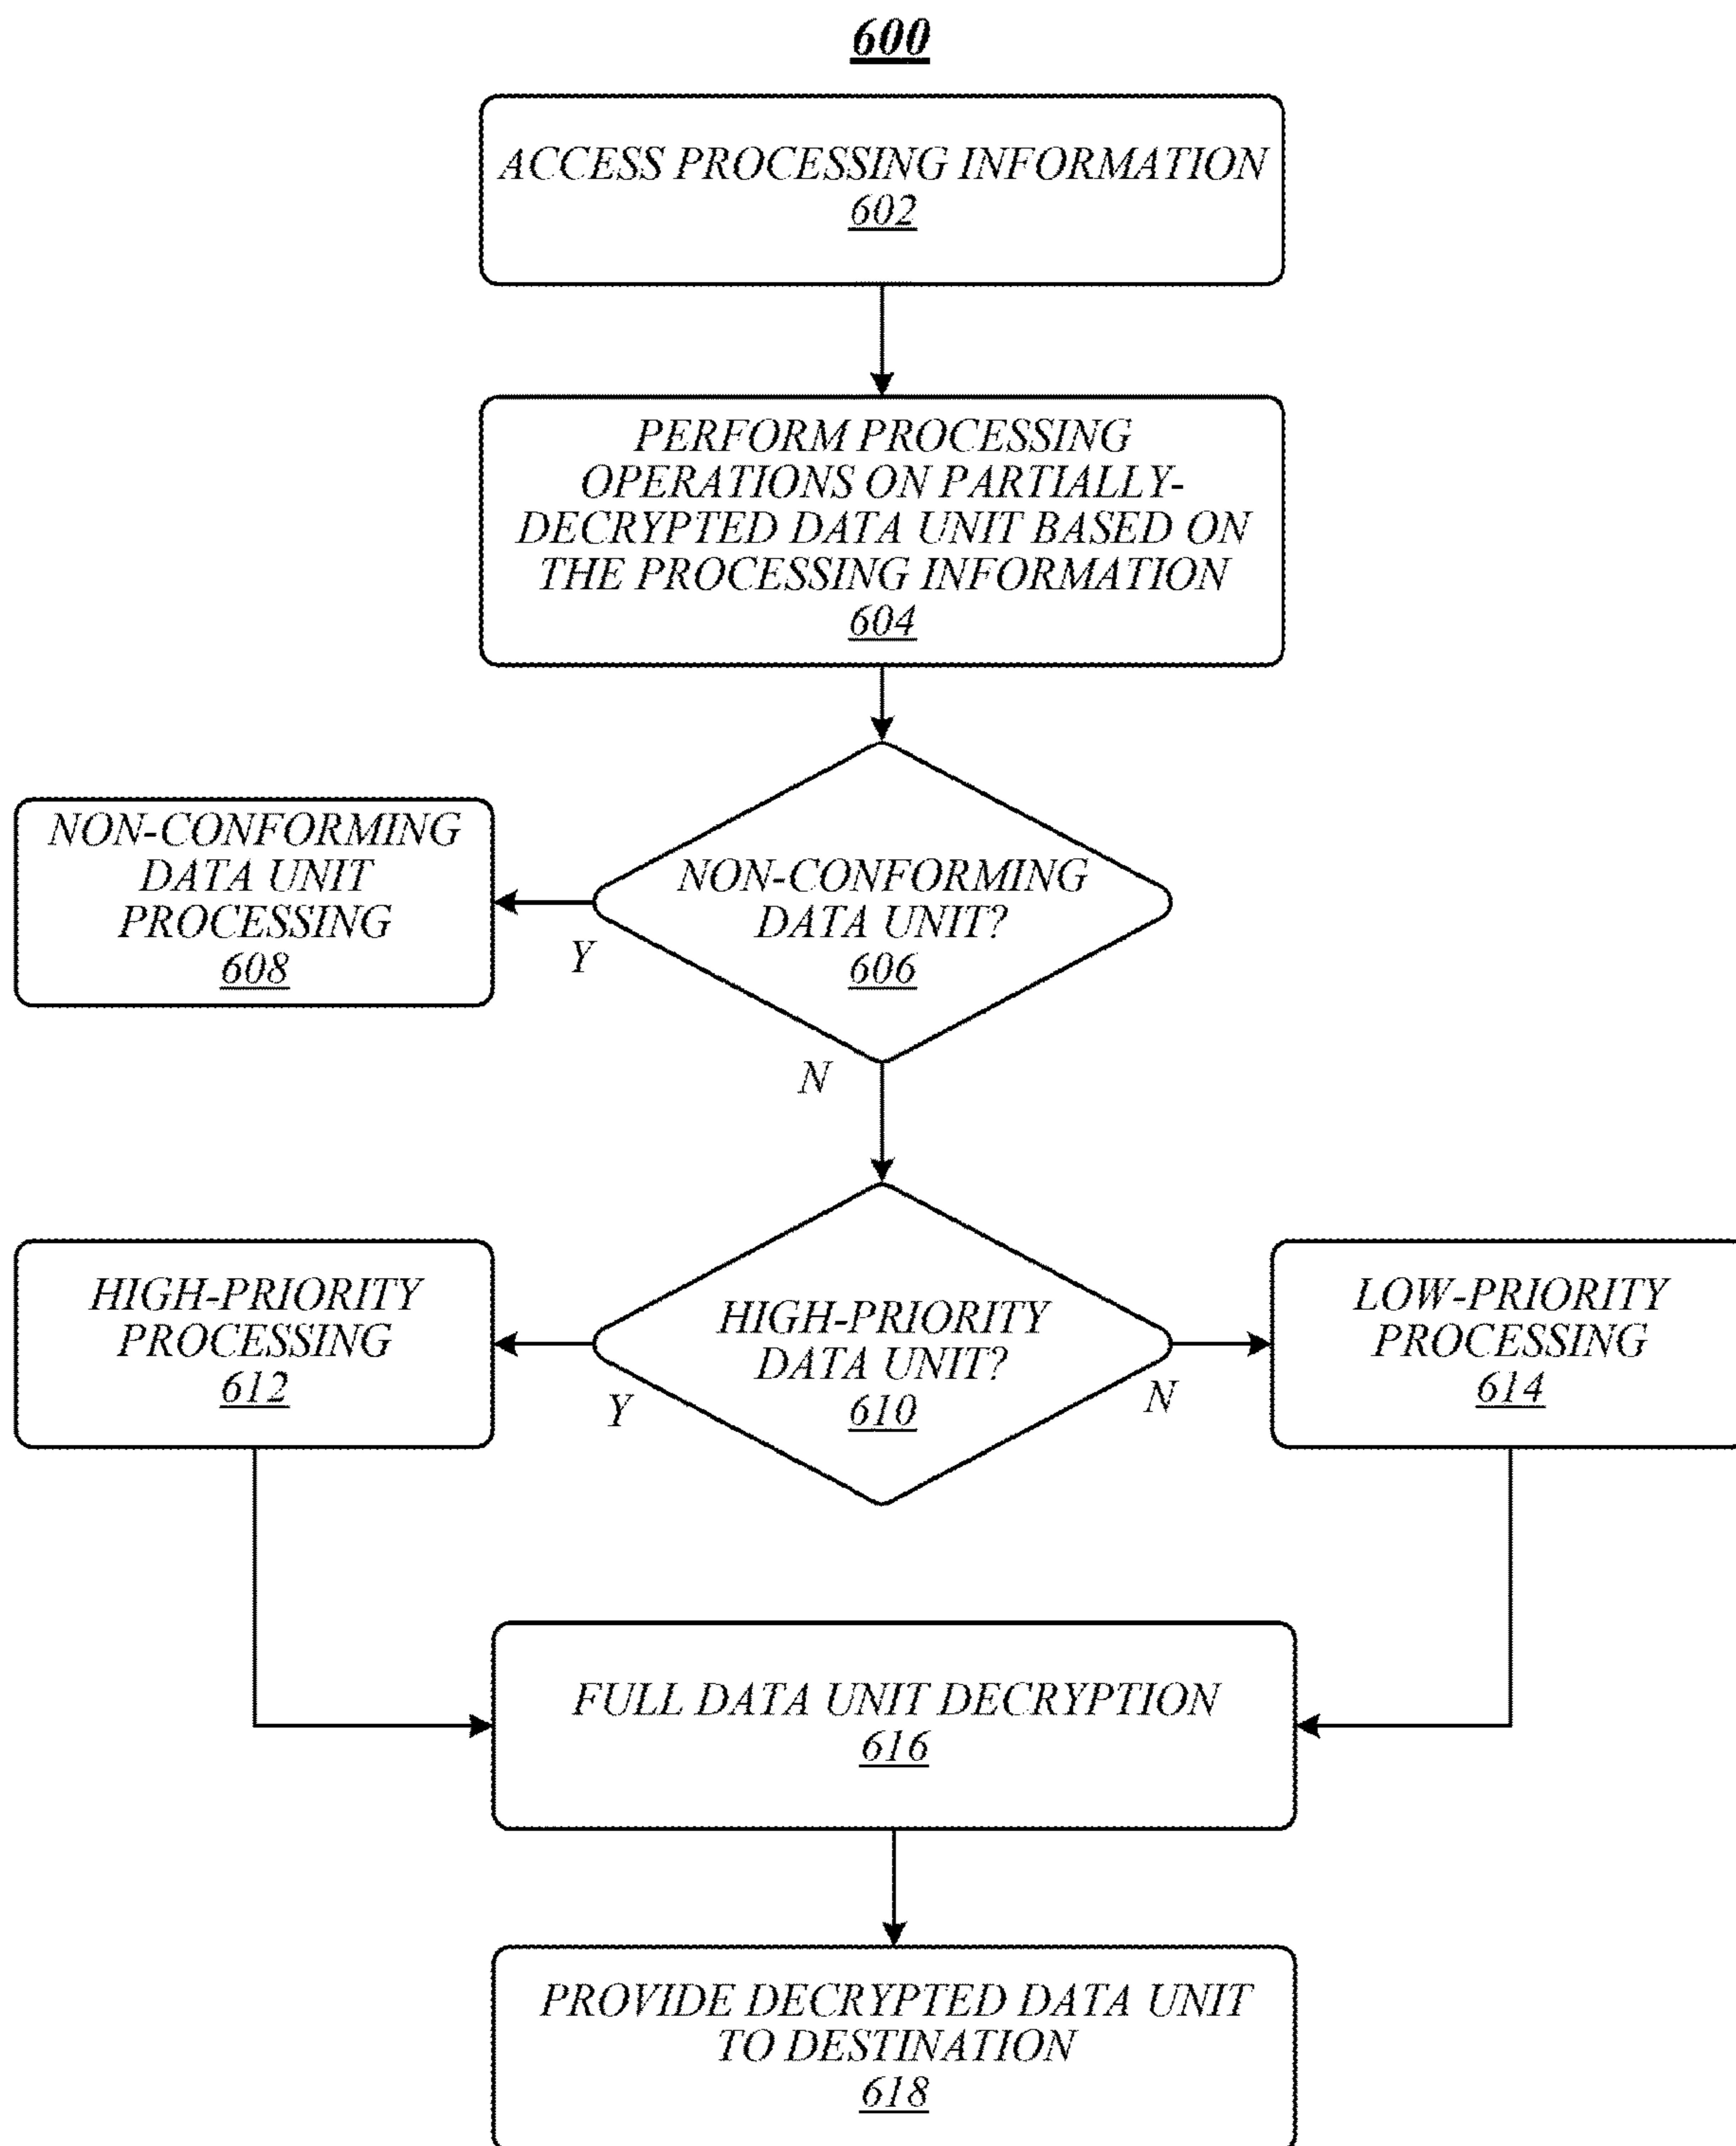 600
ACCESS PROCESSING INFORMATION
602
PERFORM PROCESSING
OPERATIONS ON PARTIALLY-
DECRYPTED DATA UNIT BASED ON
THE PROCESSING INFORMATION
604
NON-CONFORMING
DATA UNIT
PROCESSING
608
Y
NON-CONFORMING
DATA UNIT?
606
N
HIGH-PRIORITY
PROCESSING
612
Y
HIGH-PRIORITY
DATA UNIT?
610
N
LOW-PRIORITY
PROCESSING
614
FULL DATA UNIT DECRYPTION
616
PROVIDE DECRYPTED DATA UNIT
TO DESTINATION
618